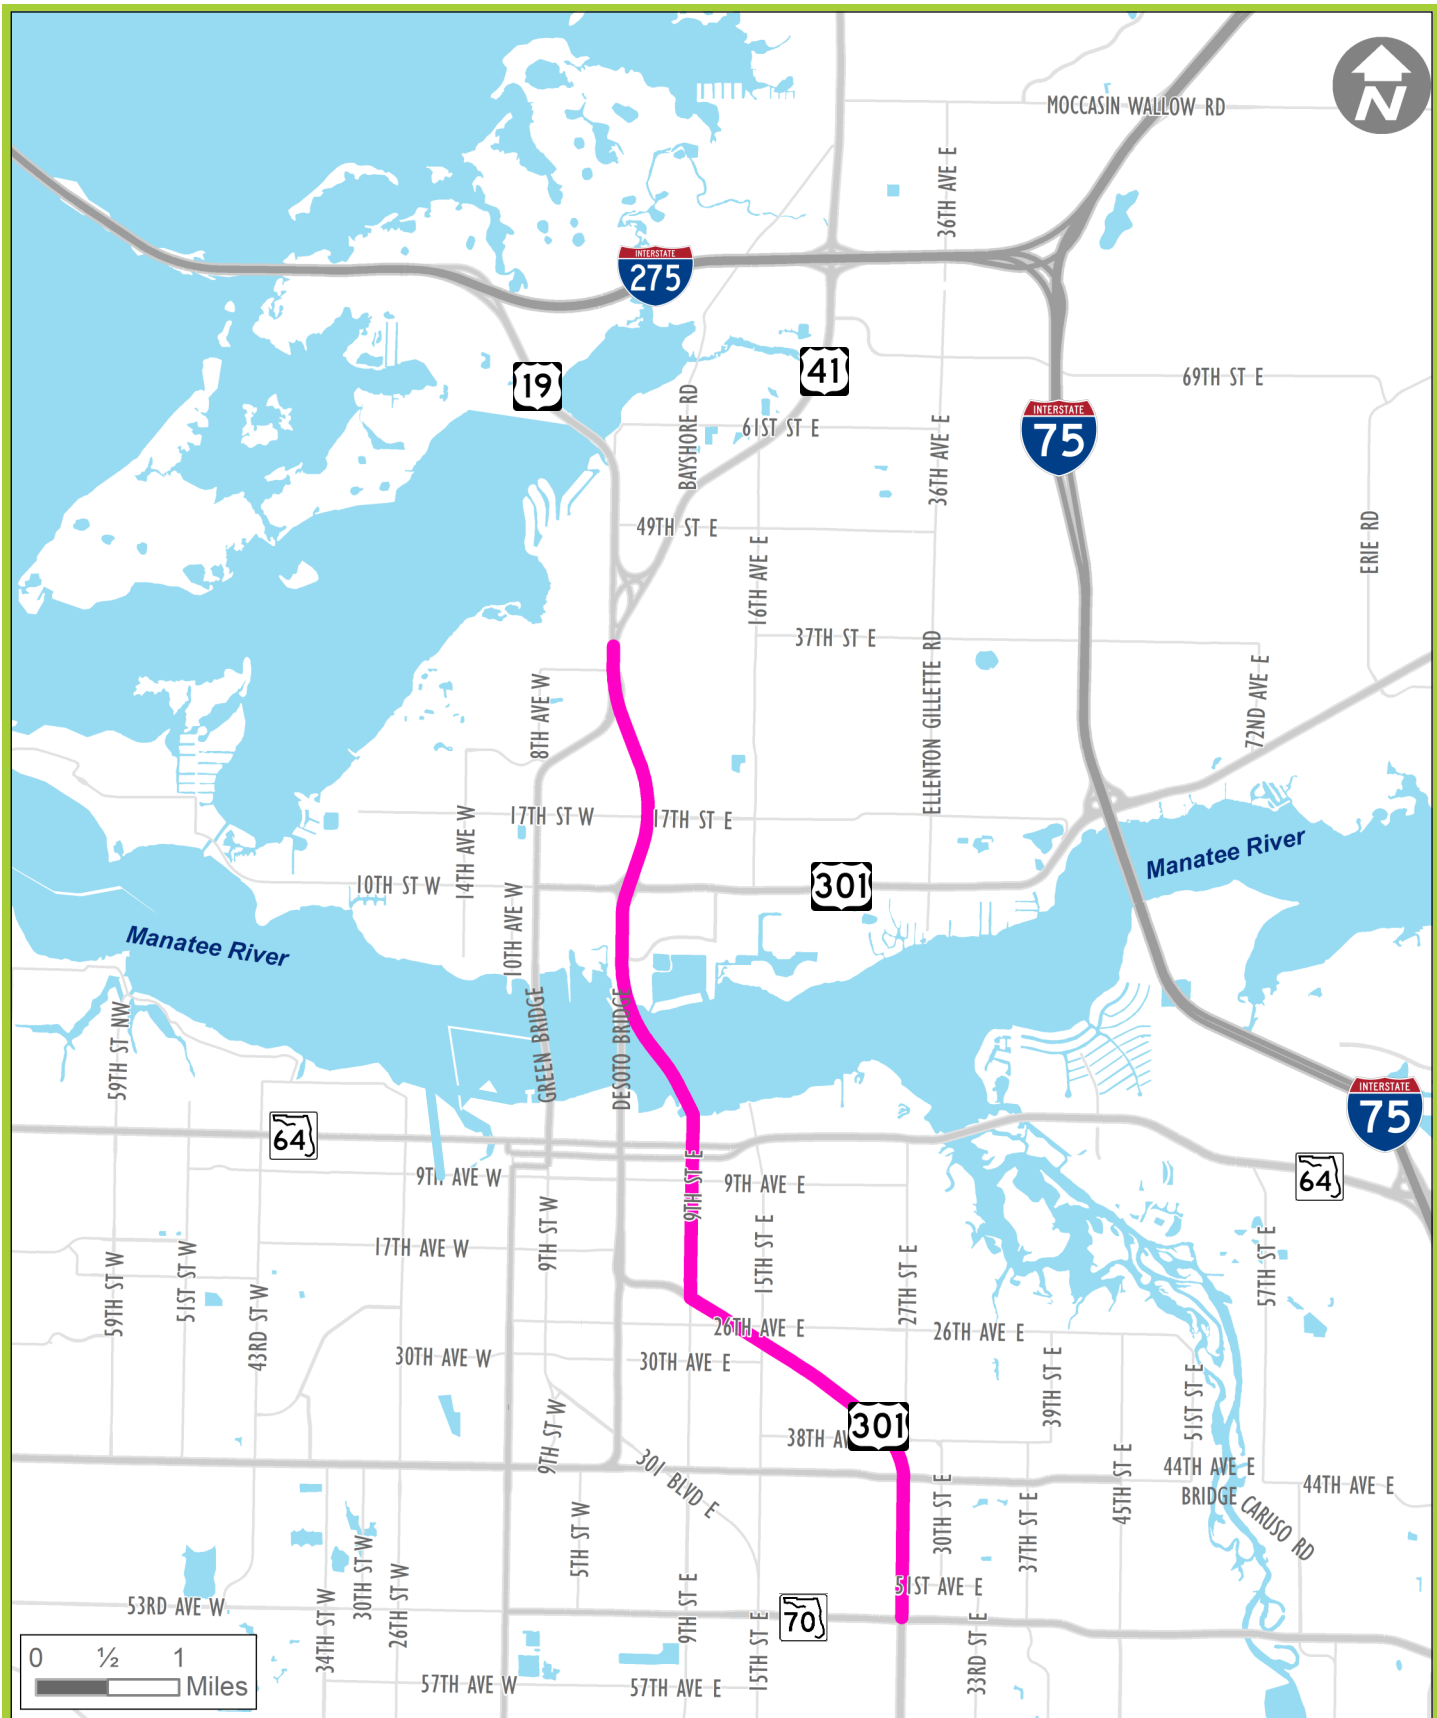 N
MOCCASIN WALLOW RD
36TH AVE E
INTERSTATE
275
19
41
69TH ST E
BAYSHORE RD
61ST ST E
36TH AVE E
INTERSTATE
75
49TH ST E
16TH AVE E
ERIE RD
37TH ST E
ELLENTON GILLETTE RD
72ND AVE E
8TH AVE W
17TH ST W
17TH ST E
14TH AVE W
Manatee River
10TH ST W
301
10TH AVE W
Manatee River
59TH ST NW
GREEN BRIDGE
DESOTO BRIDGE
INTERSTATE
75
64
9TH AVE W
9TH ST E
9TH AVE E
64
9TH ST W
17TH AVE W
15TH ST E
27TH ST E
57TH ST E
59TH ST W
51ST ST W
43RD ST W
26TH AVE E
26TH AVE E
30TH AVE W
30TH AVE E
39TH ST E
51ST ST E
9TH ST W
301
38TH AV
301 BLVD E
44TH AVE E
BRIDGE
44TH AVE E
45TH ST E
CARUSO RD
30TH ST E
37TH ST E
5TH ST W
30TH ST W
26TH ST W
34TH ST W
53RD AVE W
9TH ST E
15TH ST E
70
51ST AVE E
33RD ST E
57TH AVE W
57TH AVE E
0 ½ 1
Miles